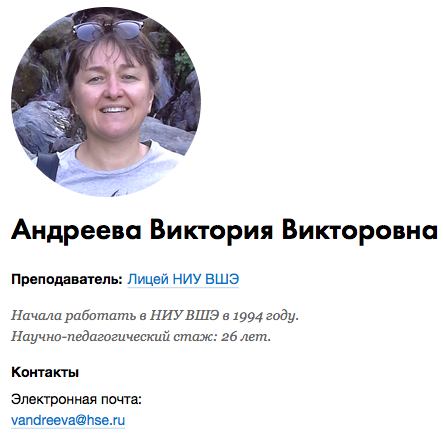 Андреева Виктория Викторовна
Преподаватель: Лицей НИУ ВШЭ
Начала работать в НИУ ВШЭ в 1994 году.
Научно-педагогический стаж: 26 лет.
Контакты
Электронная почта:
vandreeva@hse.ru